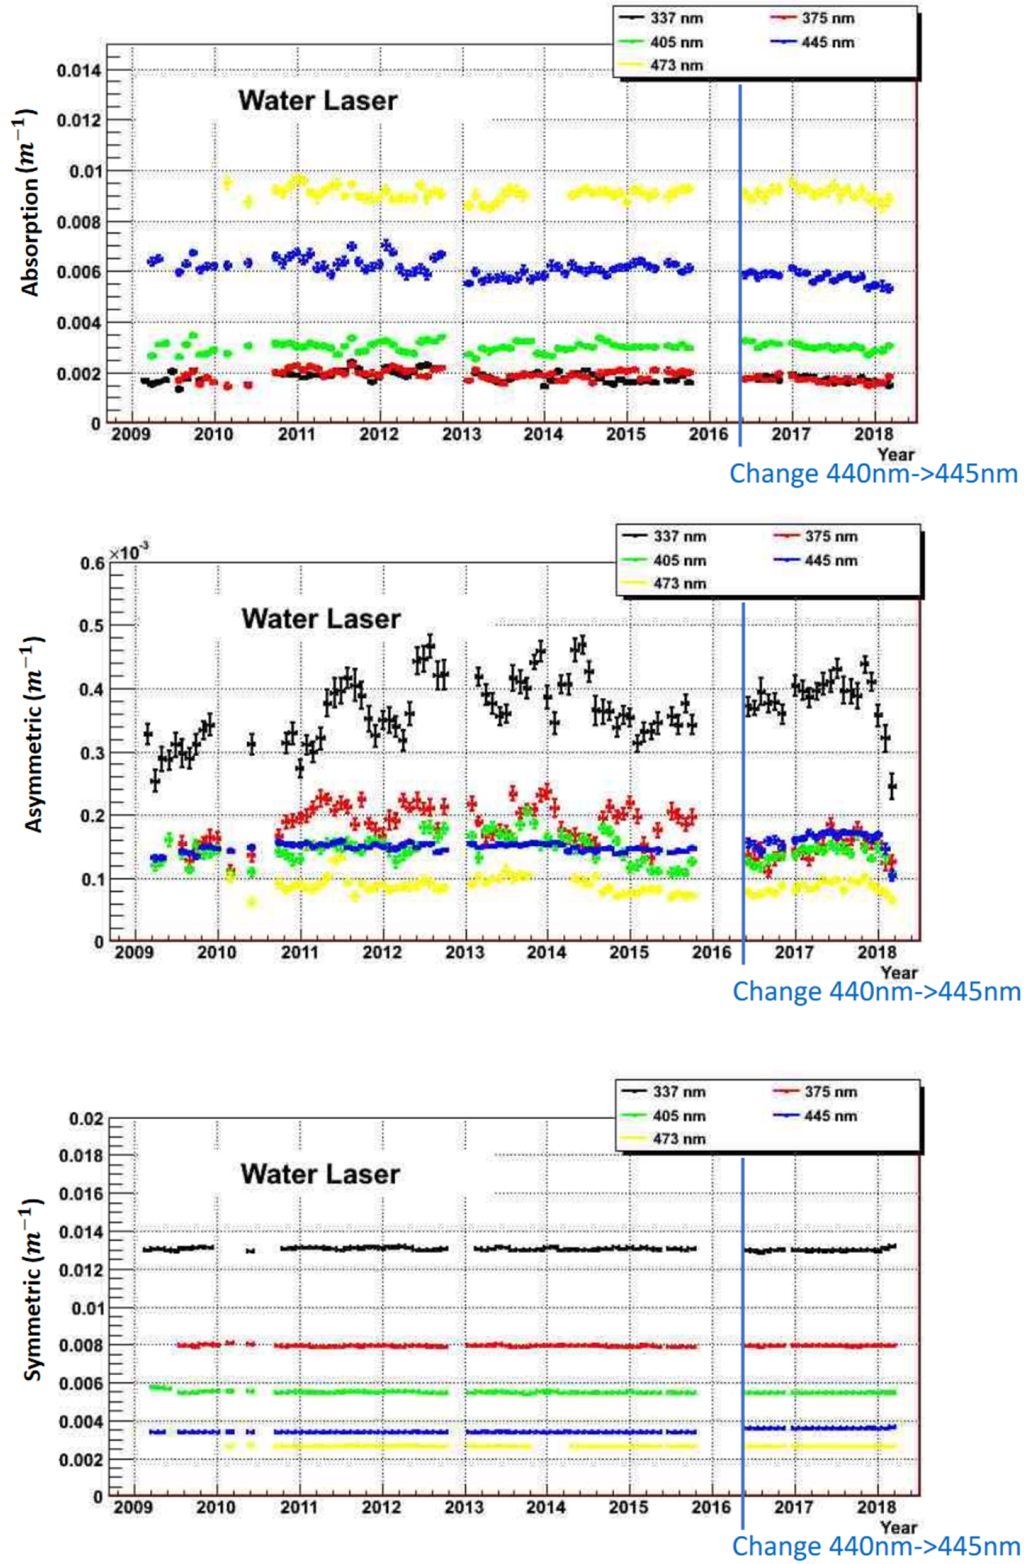 337 nm 375 nm
405 nm 445 nm
473 nm
Water Laser
Absorption (m⁻¹)
0.014
0.012
0.01
0.008
0.006
0.004
0.002
0
2009 2010 2011 2012 2013 2014 2015 2016 2017 2018
Year
Change 440nm->445nm
337 nm 375 nm
405 nm 445 nm
473 nm
×10⁻³
Water Laser
Asymmetric (m⁻¹)
0.6
0.5
0.4
0.3
0.2
0.1
0
2009 2010 2011 2012 2013 2014 2015 2016 2017 2018
Year
Change 440nm->445nm
337 nm 375 nm
405 nm 445 nm
473 nm
Water Laser
Symmetric (m⁻¹)
0.02
0.018
0.016
0.014
0.012
0.01
0.008
0.006
0.004
0.002
0
2009 2010 2011 2012 2013 2014 2015 2016 2017 2018
Year
Change 440nm->445nm